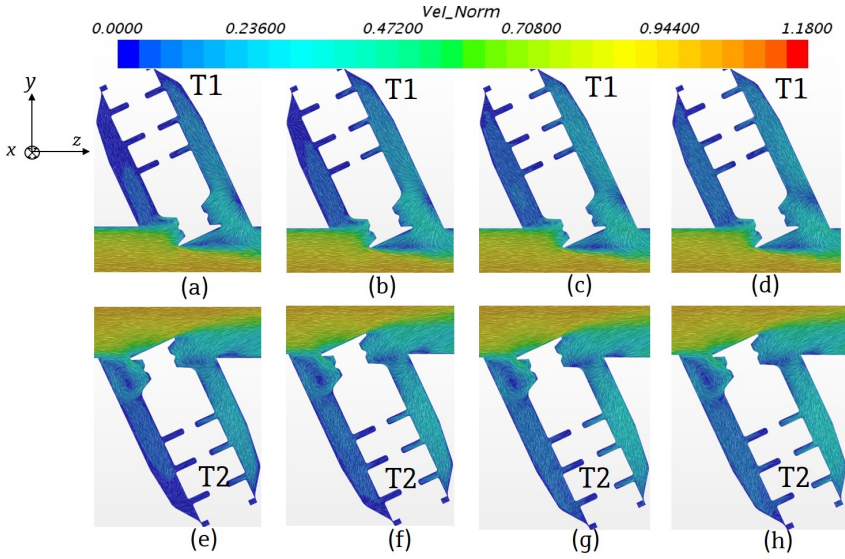 Vel_Norm
0.0000 0.23600 0.47200 0.70800 0.94400 1.1800
y
x z
T1 T1 T1 T1
(a) (b) (c) (d)
T2 T2 T2 T2
(e) (f) (g) (h)